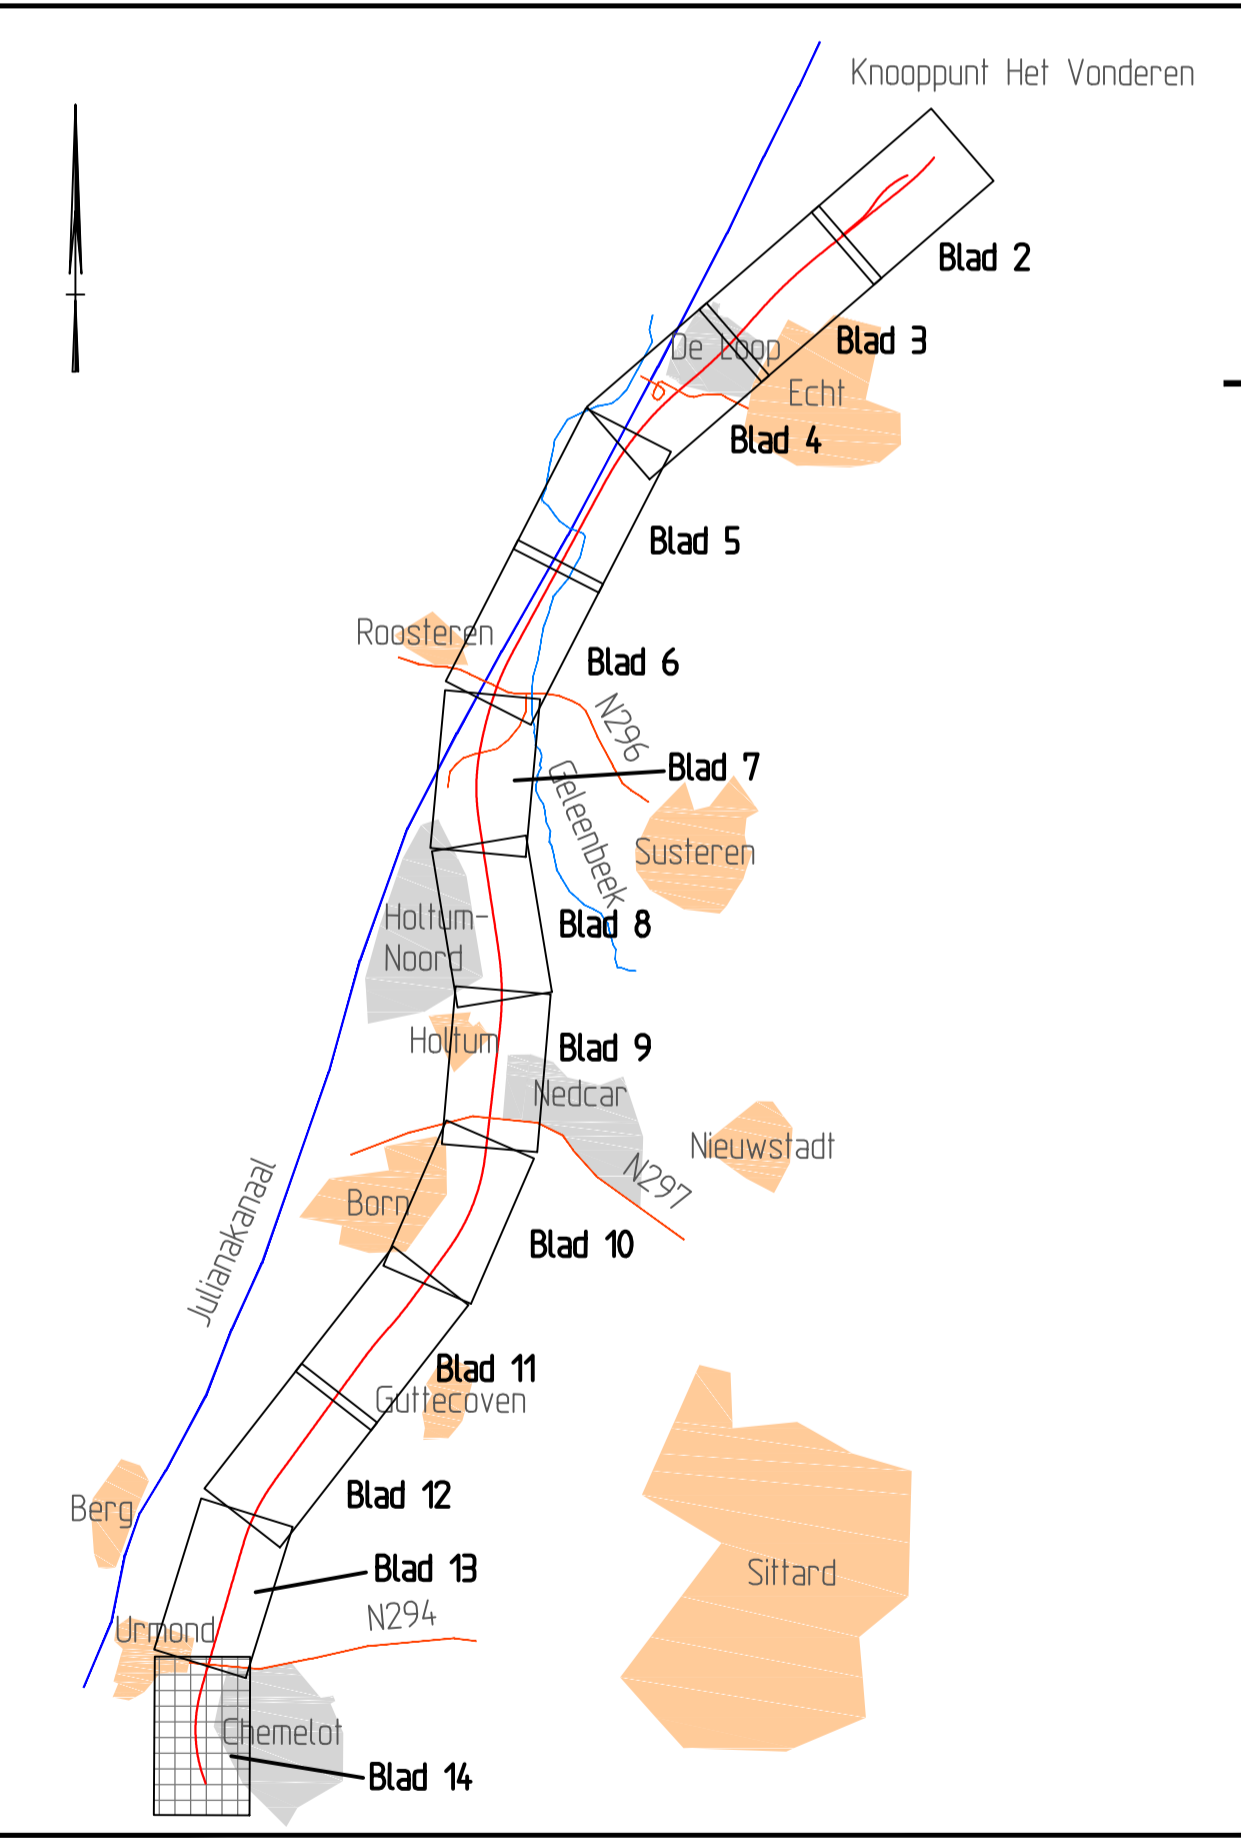 Knooppunt Het Vonderen
Blad 2
Blad 3
De Loop
Echt
Blad 4
Blad 5
Roosteren
Blad 6
N296
Blad 7
Geleenbeek
Susteren
Holtum-
Noord
Blad 8
Holtum
Blad 9
Nedcar
Nieuwstadt
N297
Born
Julianakanaal
Blad 10
Blad 11
Guttecoven
Blad 12
Berg
Blad 13
Sittard
N294
Urmond
Chemelot
Blad 14